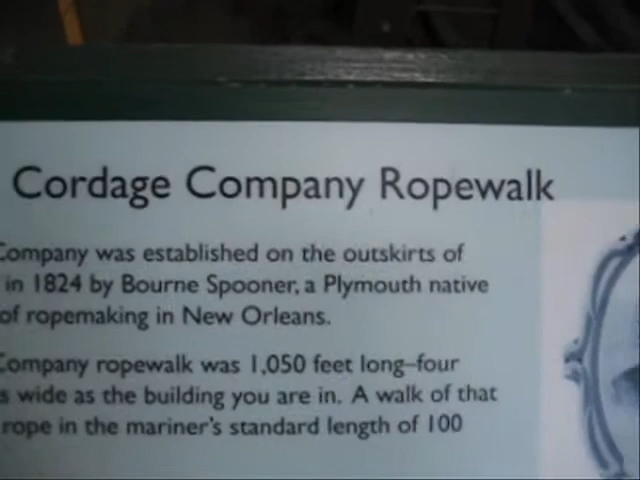 Cordage Company Ropewalk
Company was established on the outskirts of
in 1824 by Bourne Spooner, a Plymouth native
of ropemaking in New Orleans.
Company ropewalk was 1,050 feet long–four
s wide as the building you are in. A walk of that
rope in the mariner's standard length of 100